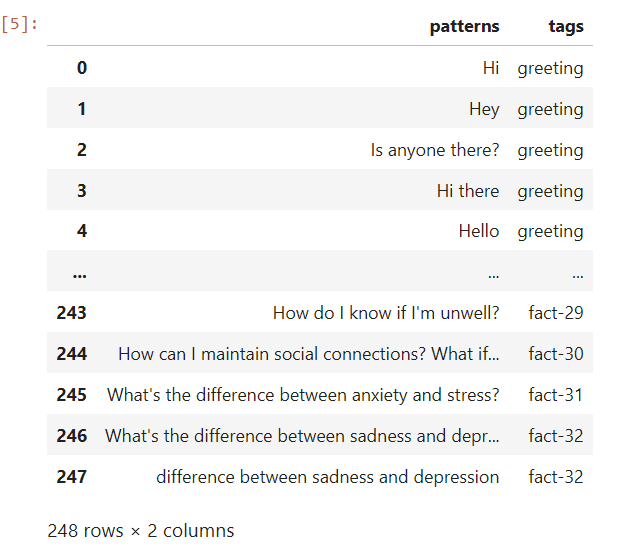 [5]:
patterns tags
0 Hi greeting
1 Hey greeting
2 Is anyone there? greeting
3 Hi there greeting
4 Hello greeting
... ... ...
243 How do I know if I'm unwell? fact-29
244 How can I maintain social connections? What if... fact-30
245 What's the difference between anxiety and stress? fact-31
246 What's the difference between sadness and depr... fact-32
247 difference between sadness and depression fact-32
248 rows × 2 columns